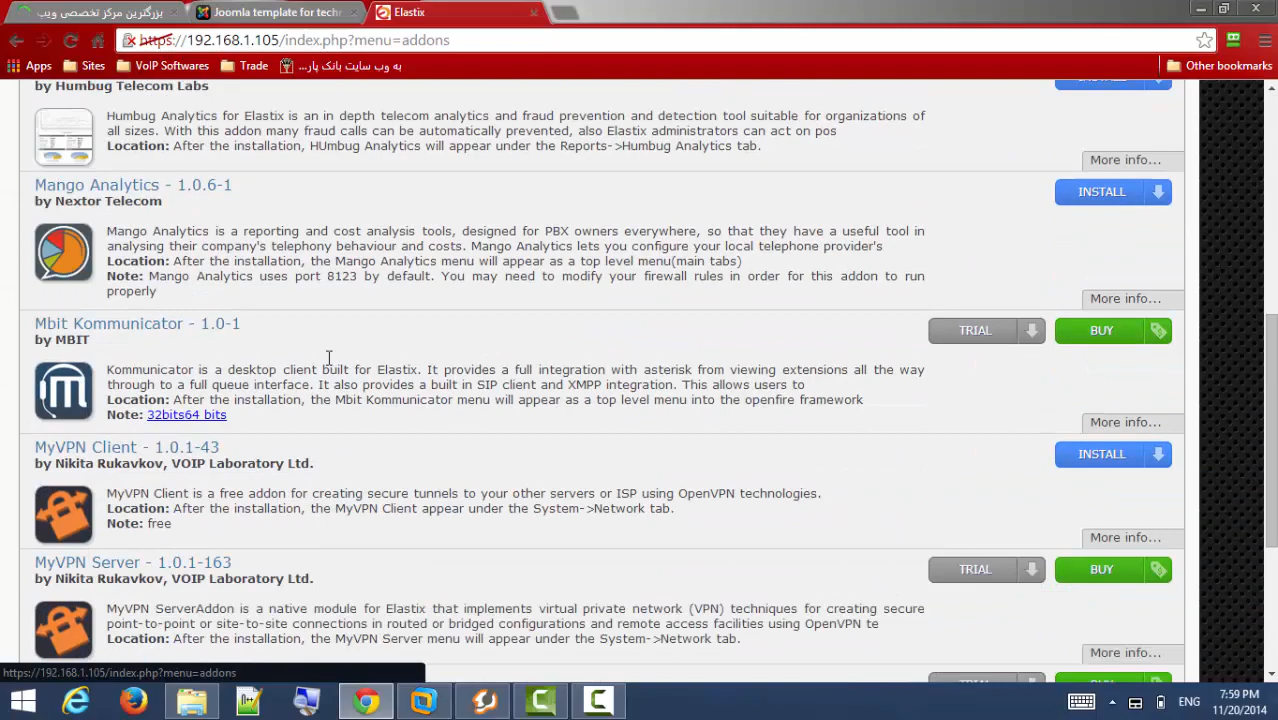 بزرگترین مرکز تخصصی ویب
Joomla template for techn
Elastix
https://192.168.1.105/index.php?menu=addons
Apps
Sites
VoIP Softwares
Trade
به وب سایت بانک پار...
Other bookmarks
by Humbug Telecom Labs
Humbug Analytics for Elastix is an in depth telecom analytics and fraud prevention and detection tool suitable for organizations of
all sizes. With this addon many fraud calls can be automatically prevented, also Elastix administrators can act on pos
Location: After the installation, HUmbug Analytics will appear under the Reports->Humbug Analytics tab.
INSTALL
More info...
Mango Analytics - 1.0.6-1
by Nextor Telecom
INSTALL
Mango Analytics is a reporting and cost analysis tools, designed for PBX owners everywhere, so that they have a useful tool in
analysing their company's telephony behaviour and costs. Mango Analytics lets you configure your local telephone provider's
Location: After the installation, the Mango Analytics menu will appear as a top level menu(main tabs)
Note: Mango Analytics uses port 8123 by default. You may need to modify your firewall rules in order for this addon to run
properly
More info...
Mbit Kommunicator - 1.0-1
by MBIT
TRIAL
BUY
Kommunicator is a desktop client built for Elastix. It provides a full integration with asterisk from viewing extensions all the way
through to a full queue interface. It also provides a built in SIP client and XMPP integration. This allows users to
Location: After the installation, the Mbit Kommunicator menu will appear as a top level menu into the openfire framework
Note: 32bits64 bits
More info...
MyVPN Client - 1.0.1-43
by Nikita Rukavkov, VOIP Laboratory Ltd.
INSTALL
MyVPN Client is a free addon for creating secure tunnels to your other servers or ISP using OpenVPN technologies.
Location: After the installation, the MyVPN Client appear under the System->Network tab.
Note: free
More info...
MyVPN Server - 1.0.1-163
by Nikita Rukavkov, VOIP Laboratory Ltd.
TRIAL
BUY
MyVPN ServerAddon is a native module for Elastix that implements virtual private network (VPN) techniques for creating secure
point-to-point or site-to-site connections in routed or bridged configurations and remote access facilities using OpenVPN te
Location: After the installation, the MyVPN Server menu will appear under the System->Network tab.
More info...
https://192.168.1.105/index.php?menu=addons
ENG
7:59 PM
11/20/2014